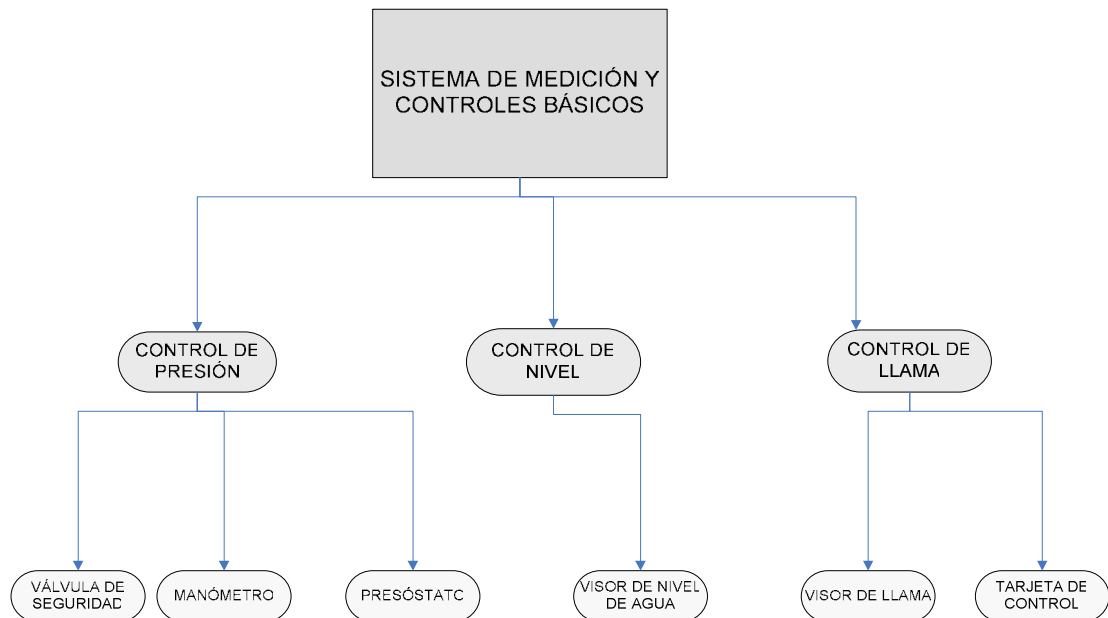 SISTEMA DE MEDICIÓN Y
CONTROLES BÁSICOS
CONTROL DE
PRESIÓN
CONTROL DE
NIVEL
CONTROL DE
LLAMA
VÁLVULA DE
SEGURIDAD
MANÓMETRO
PRESÓSTATO
VISOR DE NIVEL
DE AGUA
VISOR DE LLAMA
TARJETA DE
CONTROL